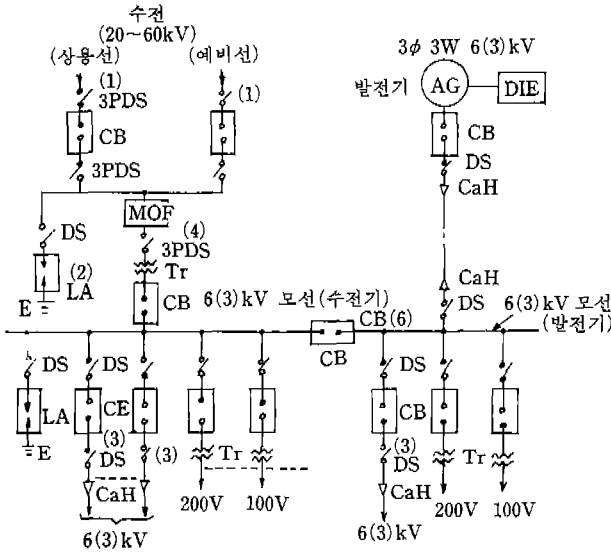 수전
(20~60kV)
(상용선)
(예비선)
3φ 3W 6(3)kV
(1)
3PDS
(1)
발전기
AG
DIE
CB
CB
3PDS
DS
CaH
MOF
DS
(4)
3PDS
(2)
Tr
CaH
E
LA
DS
CB
6(3)kV 모선(수전기)
CB(6)
6(3)kV 모선
(발전기)
CB
DS
DS
DS
DS
LA
CE
CB
E
(3)
DS
(3)
Tr
(3)
DS
Tr
CaH
CaH
200V
100V
200V
100V
6(3)kV
6(3)kV